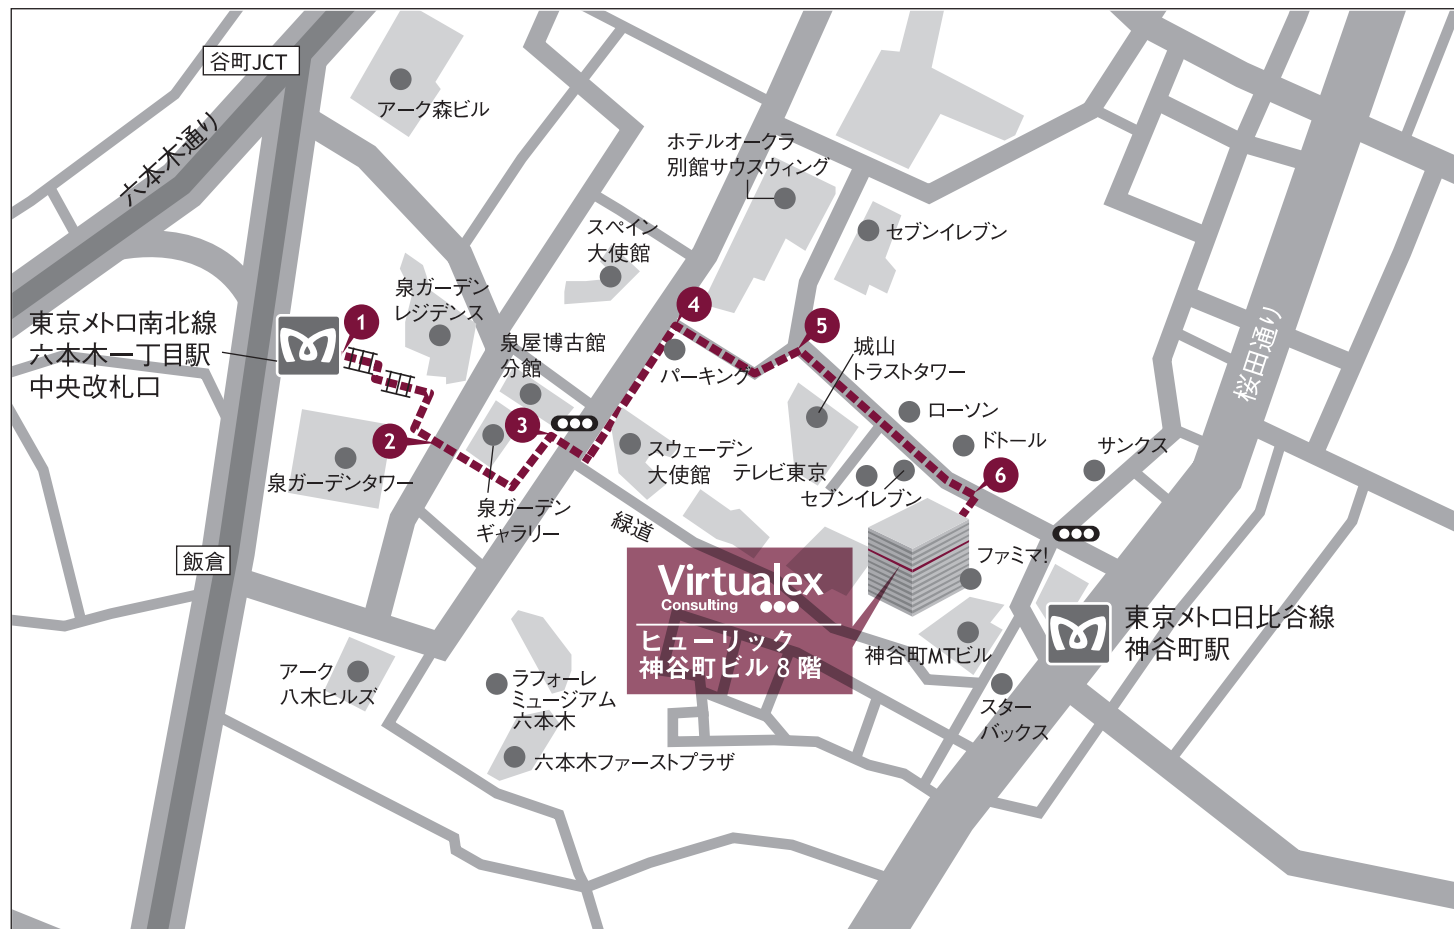 谷町JCT
アーク森ビル
六本木通り
ホテルオークラ
別館サウスウィング
スペイン
大使館
セブンイレブン
泉ガーデン
レジデンス
東京メトロ南北線
六本木一丁目駅
中央改札口
1
4
5
泉屋博古館
分館
パーキング
城山
トラストタワー
桜田通り
2
3
ローソン
ドトール
サンクス
スウェーデン
大使館
テレビ東京
セブンイレブン
6
泉ガーデンタワー
泉ガーデン
ギャラリー
緑道
飯倉
ファミマ!
Virtualex
Consulting
ヒューリック
神谷町ビル 8 階
東京メトロ日比谷線
神谷町駅
神谷町MTビル
アーク
八木ヒルズ
ラフォーレ
ミュージアム
六本木
スター
バックス
六本木ファーストプラザ